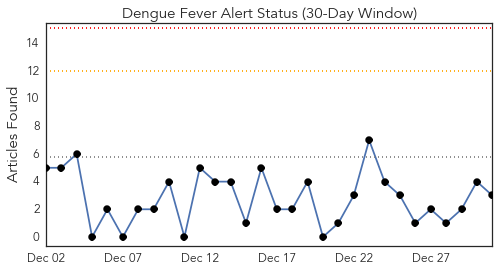 Dengue Fever Alert Status (30-Day Window)
Articles Found
14
12
10
8
6
4
2
0
Dec 02 Dec 07 Dec 12 Dec 17 Dec 22 Dec 27